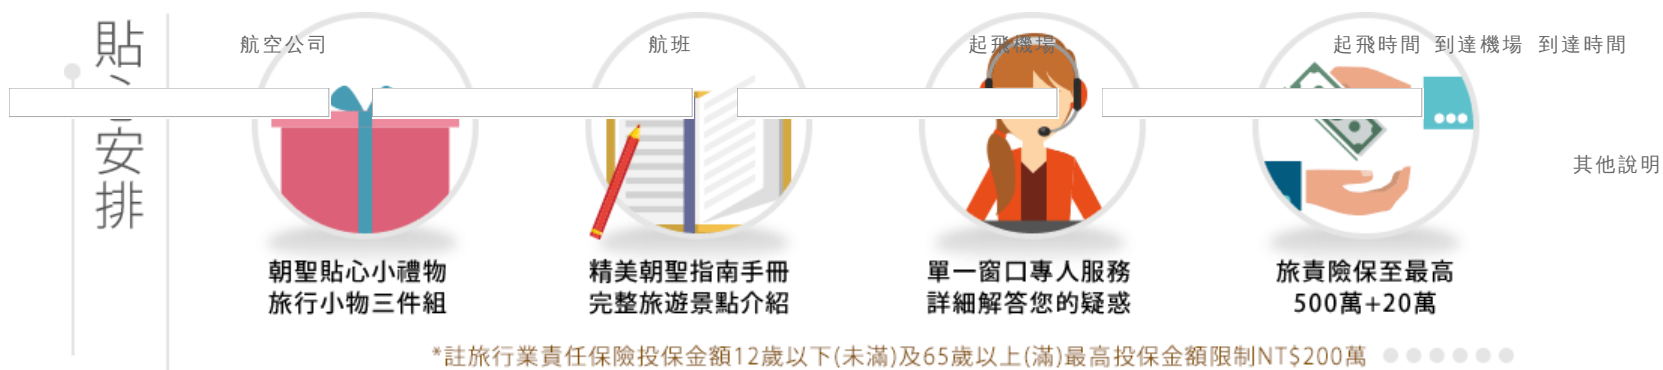 貼心安排
航空公司
航班
起飛機場
起飛時間 到達機場 到達時間
其他說明
朝聖貼心小禮物
旅行小物三件組
精美朝聖指南手冊
完整旅遊景點介紹
單一窗口專人服務
詳細解答您的疑惑
旅責險保至最高
500萬+20萬
*註旅行業責任保險投保金額12歲以下(未滿)及65歲以上(滿)最高投保金額限制NT$200萬